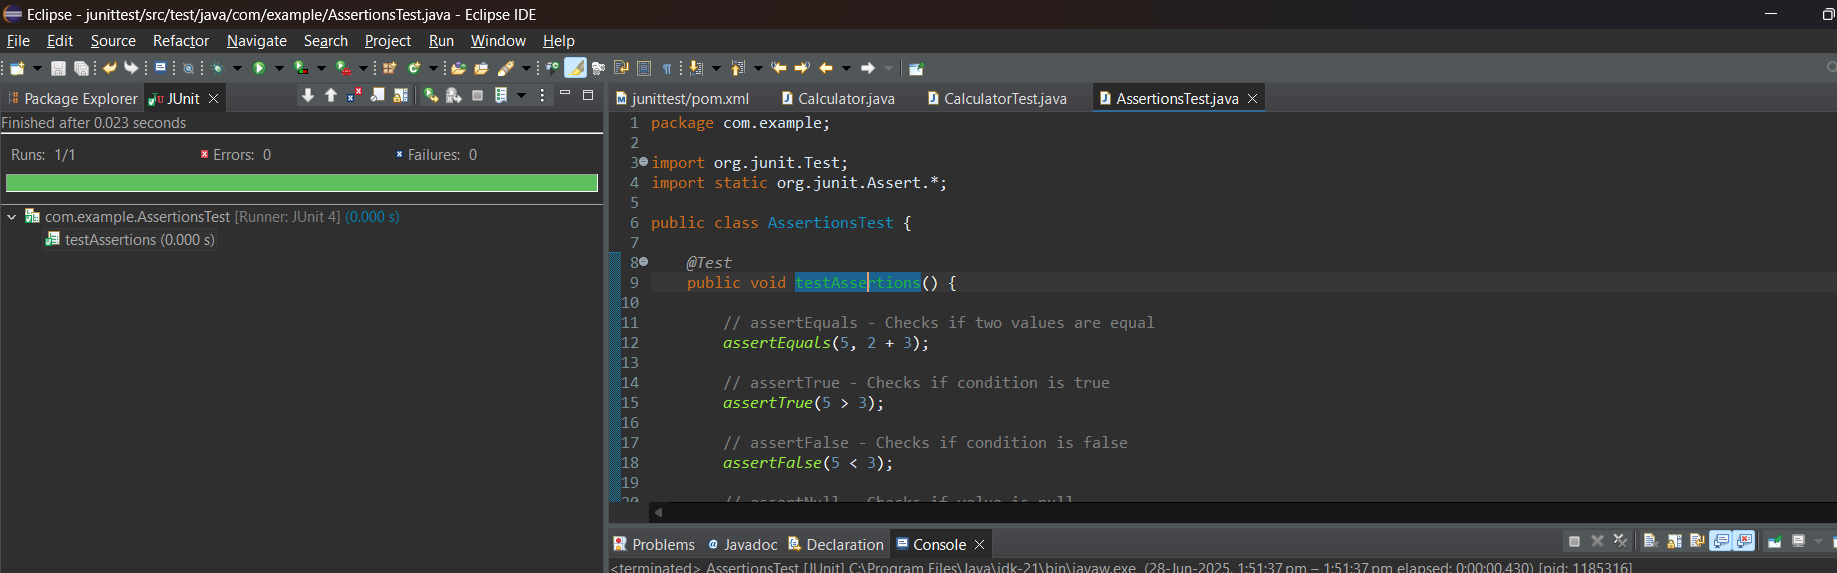 Eclipse - junittest/src/test/java/com/example/AssertionsTest.java - Eclipse IDE
File Edit Source Refactor Navigate Search Project Run Window Help
Package Explorer JUnit
junittest/pom.xml Calculator.java CalculatorTest.java AssertionsTest.java
Finished after 0.023 seconds
Runs: 1/1 Errors: 0 Failures: 0
com.example.AssertionsTest [Runner: JUnit 4] (0.000 s)
testAssertions (0.000 s)
1 package com.example;
2
3 import org.junit.Test;
4 import static org.junit.Assert.*;
5
6 public class AssertionsTest {
7
8 @Test
9 public void testAssertions() {
10
11 // assertEquals - Checks if two values are equal
12 assertEquals(5, 2 + 3);
13
14 // assertTrue - Checks if condition is true
15 assertTrue(5 > 3);
16
17 // assertFalse - Checks if condition is false
18 assertFalse(5 < 3);
19
20 // assertNull - Checks if value is null
Problems Javadoc Declaration Console
<terminated> AssertionsTest [JUnit] C:\Program Files\Java\jdk-21\bin\javaw.exe (28-Jun-2025, 1:51:37 pm – 1:51:37 pm elapsed: 0:00:00.430) [pid: 1185316]